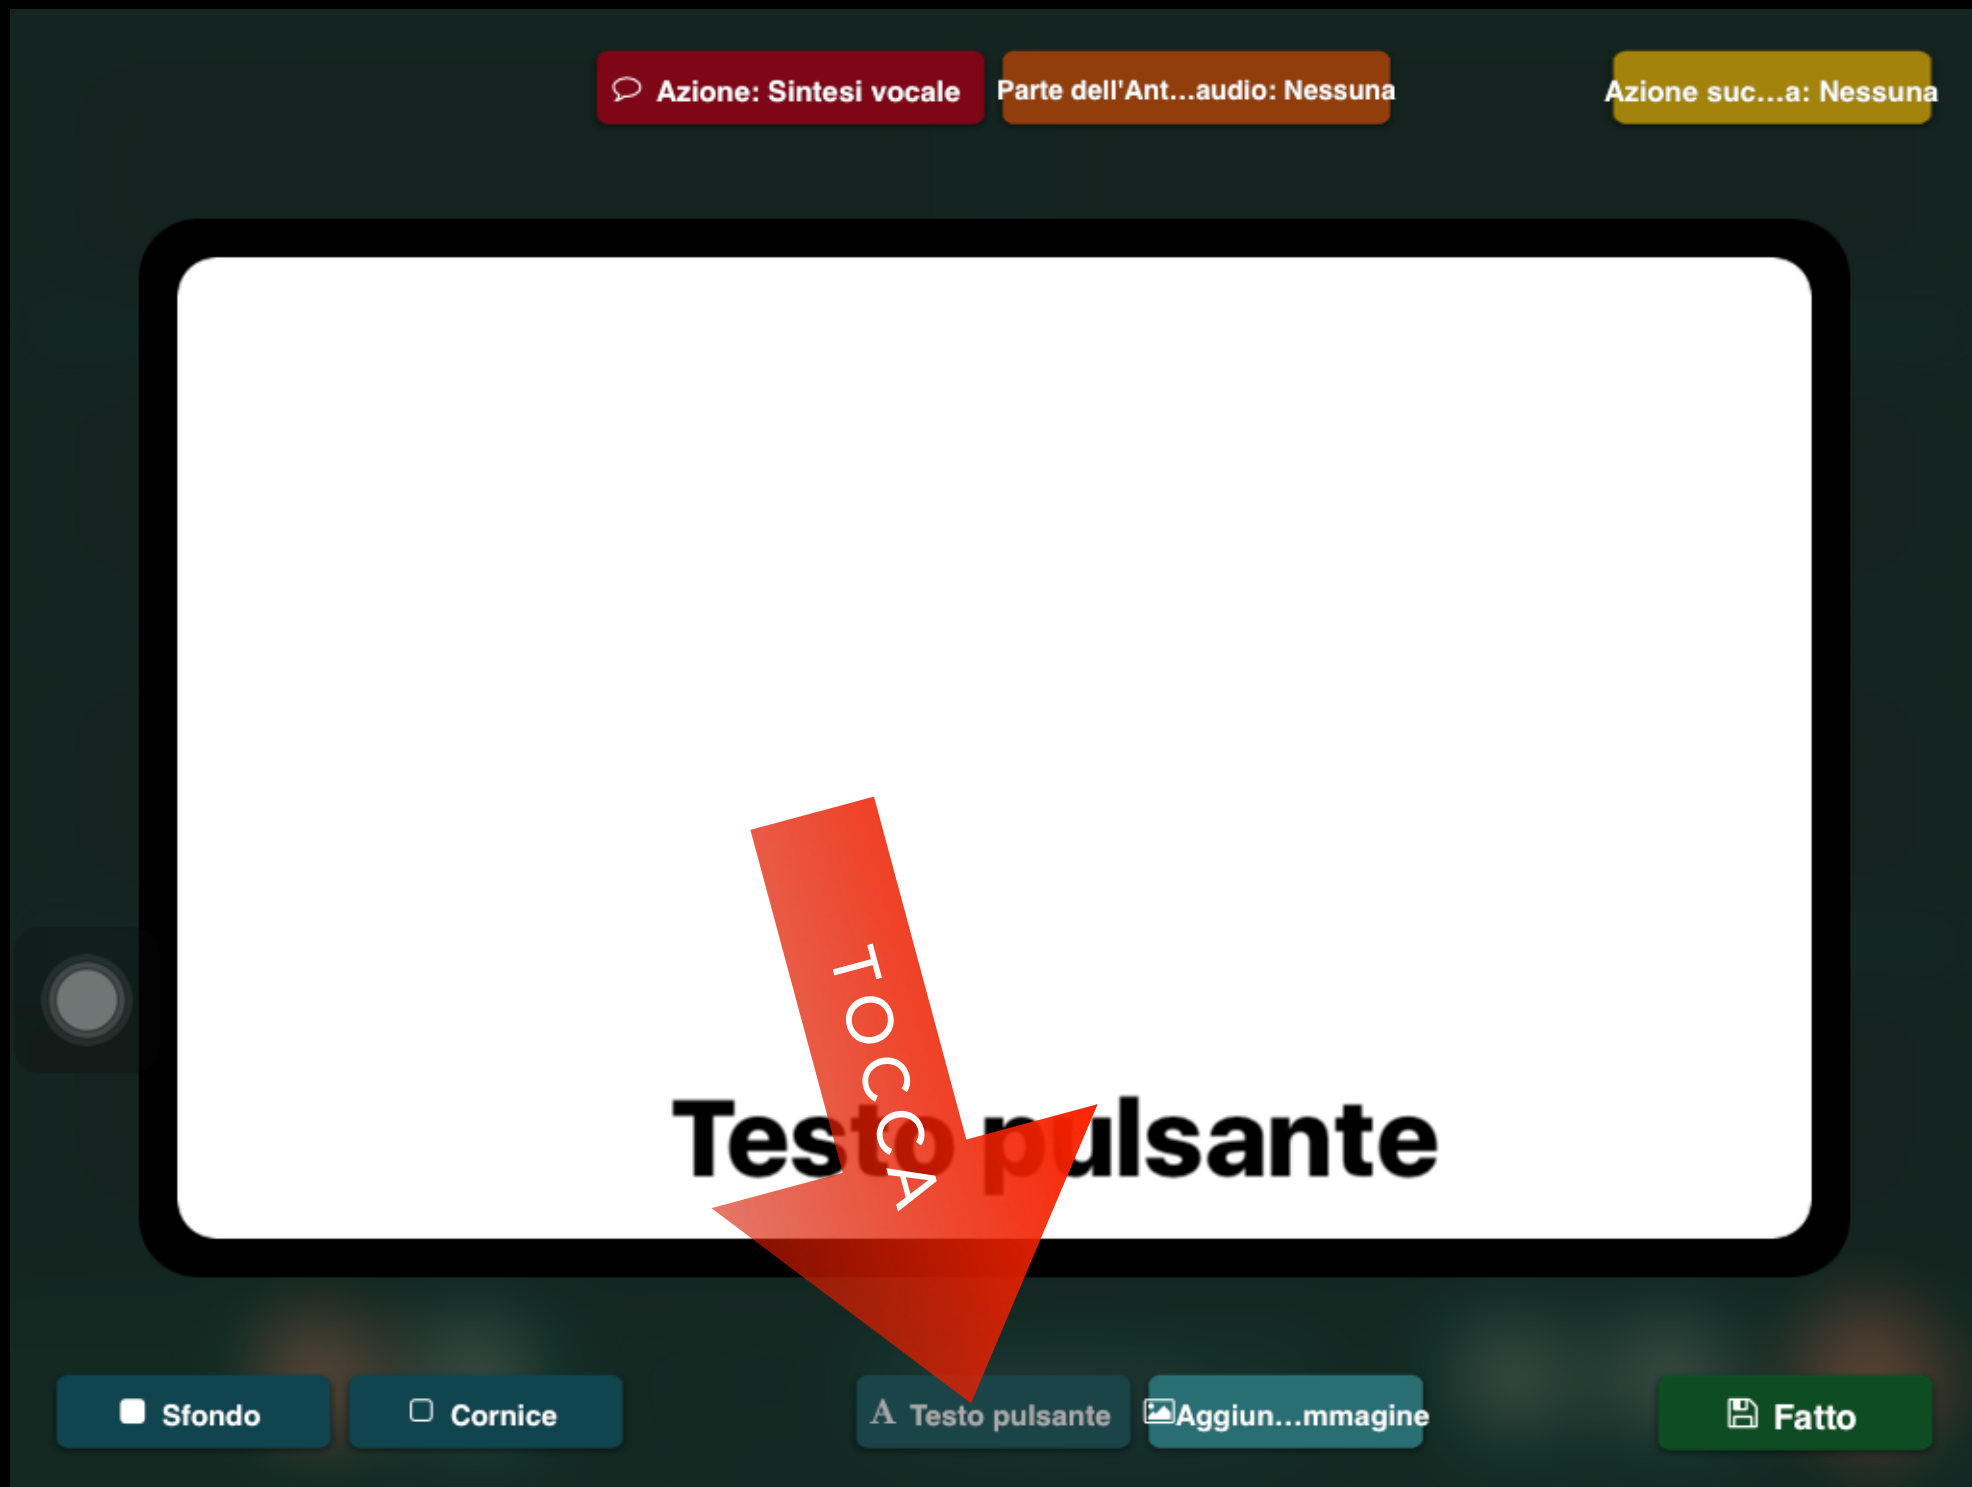 Azione: Sintesi vocale
Parte dell'Ant...audio: Nessuna
Azione suc...a: Nessuna
TOCCA
Testo pulsante
Sfondo
Cornice
A Testo pulsante
Aggiun...mmagine
Fatto